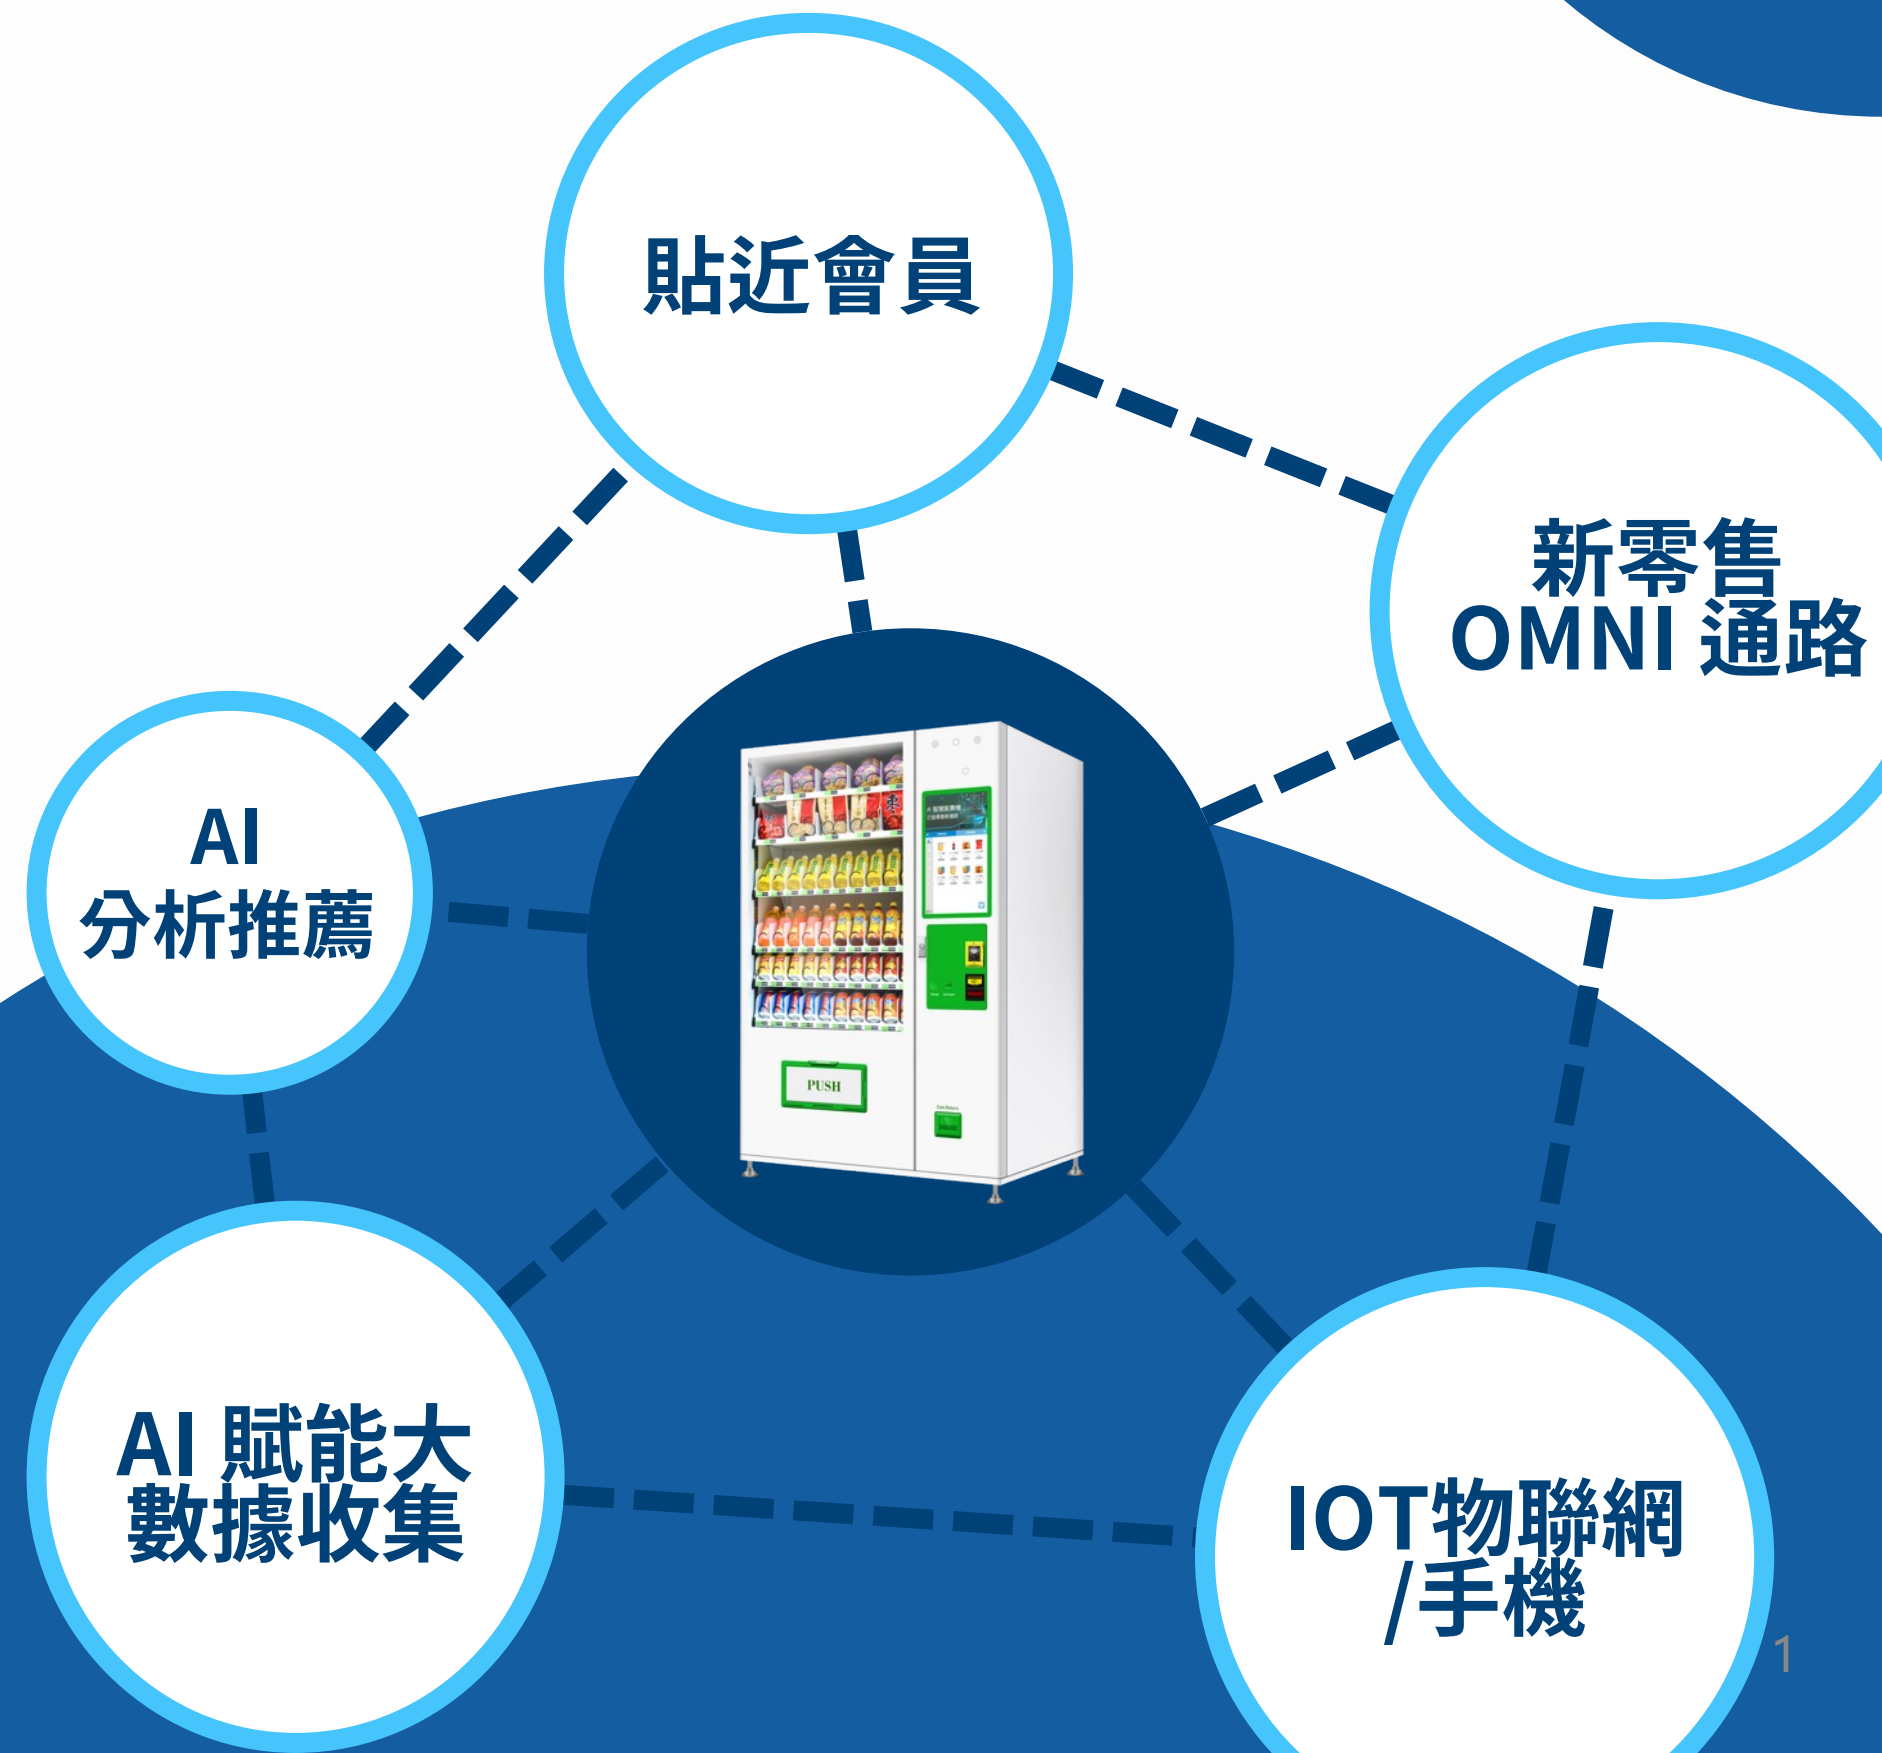 貼近會員
新零售
OMNI 通路
AI
分析推薦
PUSH
AI 賦能大
數據收集
IOT物聯網
/手機
1